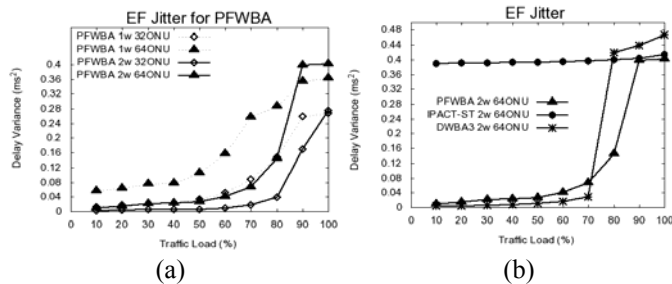 EF Jitter for PFWBA
PFWBA 1w 32ONU
PFWBA 1w 64ONU
PFWBA 2w 32ONU
PFWBA 2w 64ONU
Delay Variance (ms²)
0.4
0.36
0.32
0.28
0.24
0.2
0.16
0.12
0.08
0.04
0
10 20 30 40 50 60 70 80 90 100
Traffic Load (%)
(a)
EF Jitter
PFWBA 2w 64ONU
IPACT-ST 2w 64ONU
DWBA3 2w 64ONU
Delay Variance (ms²)
0.48
0.44
0.4
0.36
0.32
0.28
0.24
0.2
0.16
0.12
0.08
0.04
0
10 20 30 40 50 60 70 80 90 100
Traffic Load (%)
(b)